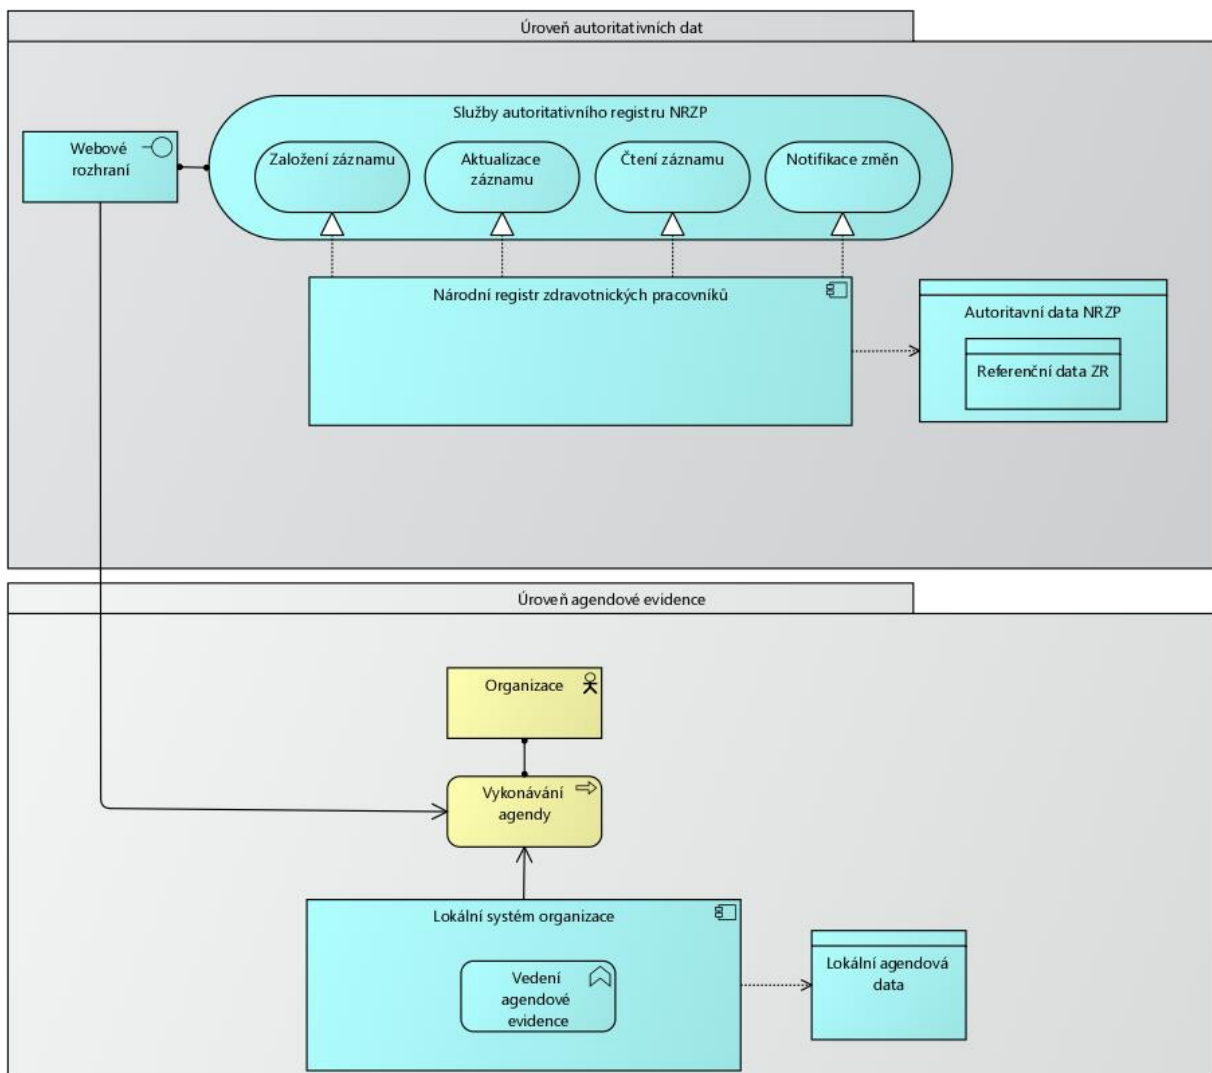 Úroveň autoritativních dat
Služby autoritativního registru NRZP
Webové
rozhraní
Založení záznamu
Aktualizace
záznamu
Čtení záznamu
Notifikace změn
Národní registr zdravotnických pracovníků
Autoritavní data NRZP
Referenční data ZR
Úroveň agendové evidence
Organizace
Vykonávání
agendy
Lokální systém organizace
Vedení
agendové
evidence
Lokální agendová
data